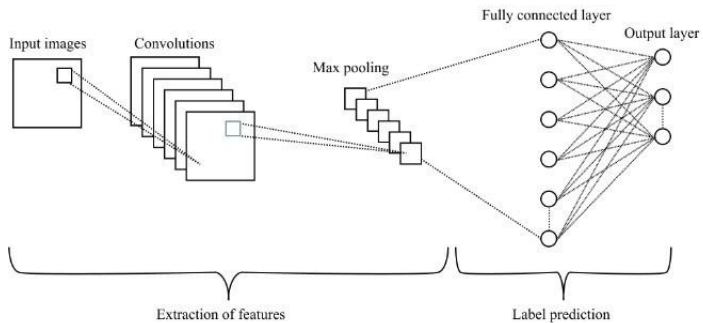 Input images
Convolutions
Max pooling
Fully connected layer
Output layer
Extraction of features
Label prediction